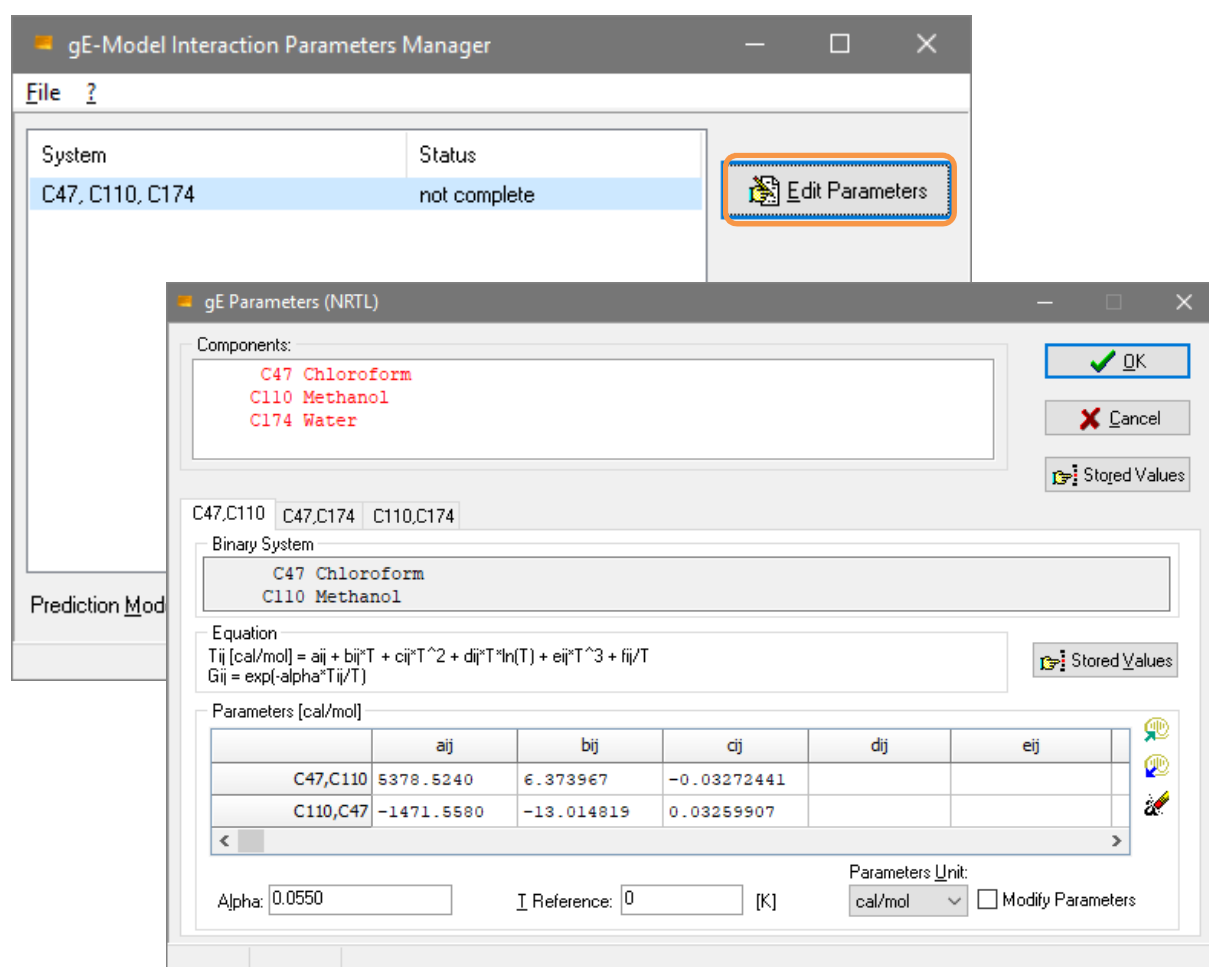 gE-Model Interaction Parameters Manager
File ?
System Status
C47, C110, C174 not complete
Edit Parameters
gE Parameters (NRTL)
Components:
C47 Chloroform
C110 Methanol
C174 Water
OK
Cancel
Stored Values
C47,C110 C47,C174 C110,C174
Binary System
C47 Chloroform
C110 Methanol
Prediction Mod
Equation
Tij [cal/mol] = aij + bij*T + cij*T^2 + dij*T*ln(T) + eij*T^3 + fij/T
Gij = exp(-alpha*Tij/T)
Stored Values
Parameters [cal/mol]
aij bij cij dij eij
C47,C110 5378.5240 6.373967 -0.03272441
C110,C47 -1471.5580 -13.014819 0.03259907
Parameters Unit:
Alpha: 0.0550 T Reference: 0 [K] cal/mol Modify Parameters